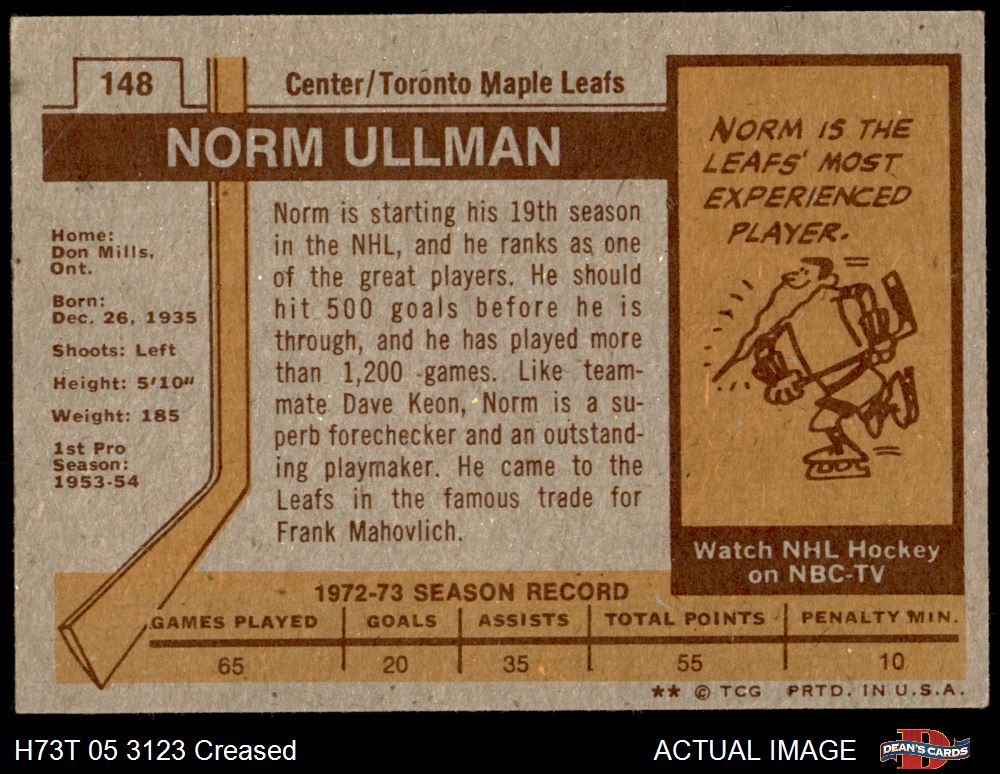 148
Center/Toronto Maple Leafs
NORM ULLMAN
Home:
Don Mills,
Ont.
Born:
Dec. 26, 1935
Shoots: Left
Height: 5'10"
Weight: 185
1st Pro
Season:
1953-54
Norm is starting his 19th season
in the NHL, and he ranks as one
of the great players. He should
hit 500 goals before he is
through, and he has played more
than 1,200 games. Like team-
mate Dave Keon, Norm is a su-
perb forechecker and an outstand-
ing playmaker. He came to the
Leafs in the famous trade for
Frank Mahovlich.
NORM IS THE
LEAFS' MOST
EXPERIENCED
PLAYER.
Watch NHL Hockey
on NBC-TV
1972-73 SEASON RECORD
GAMES PLAYED GOALS ASSISTS TOTAL POINTS PENALTY MIN.
65 20 35 55 10
** © TCG PRTD. IN U.S.A.
H73T 05 3123 Creased
ACTUAL IMAGE
DEAN'S CARDS